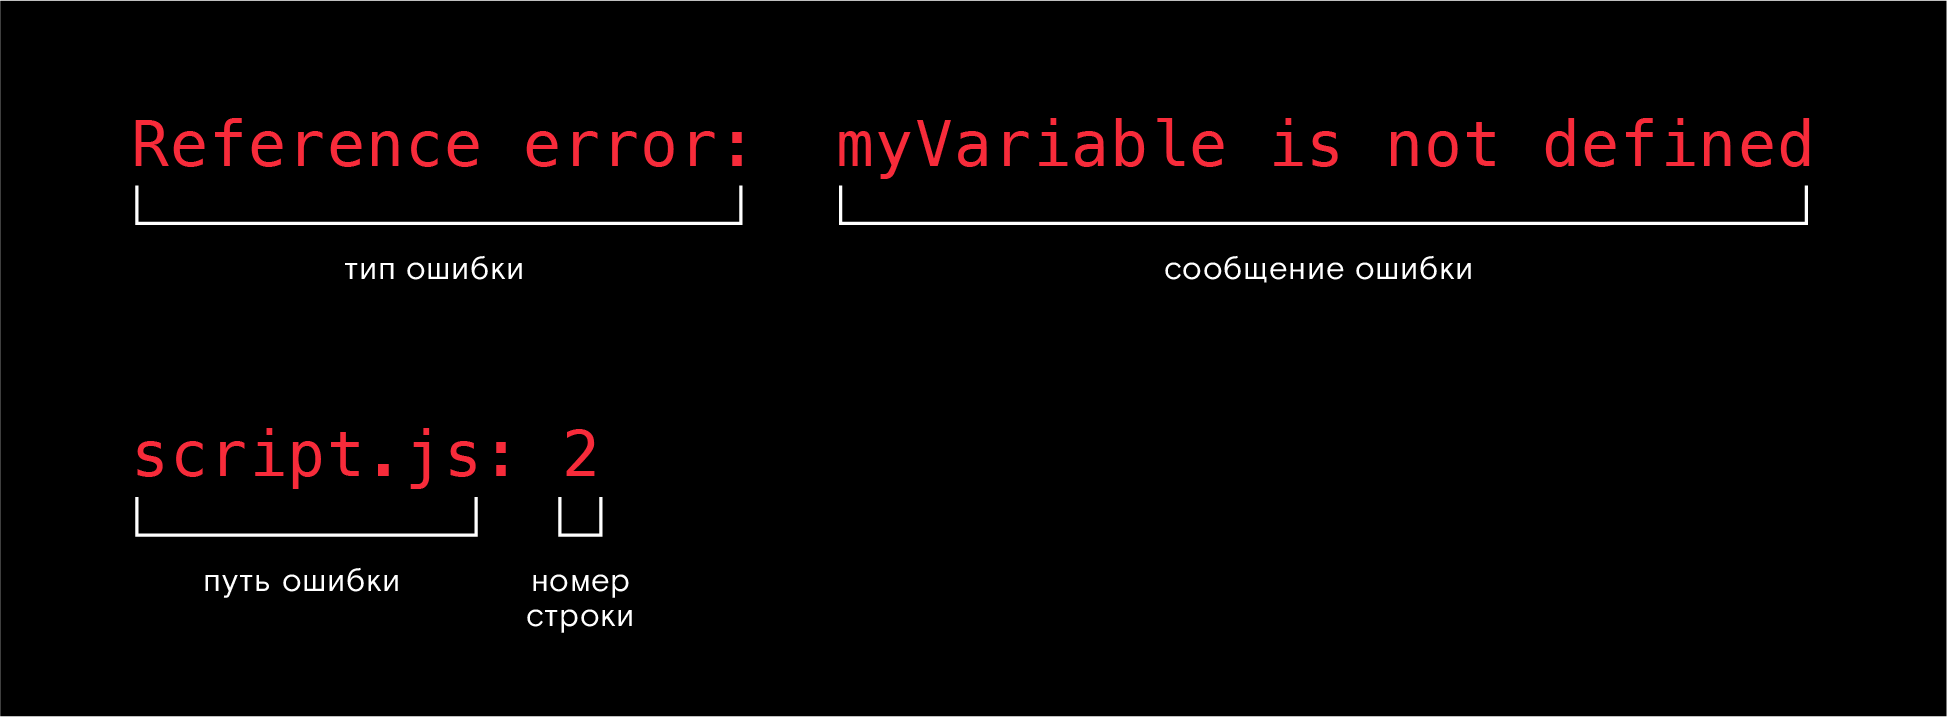 Reference error: myVariable is not defined
тип ошибки сообщение ошибки
script.js: 2
путь ошибки номер
строки